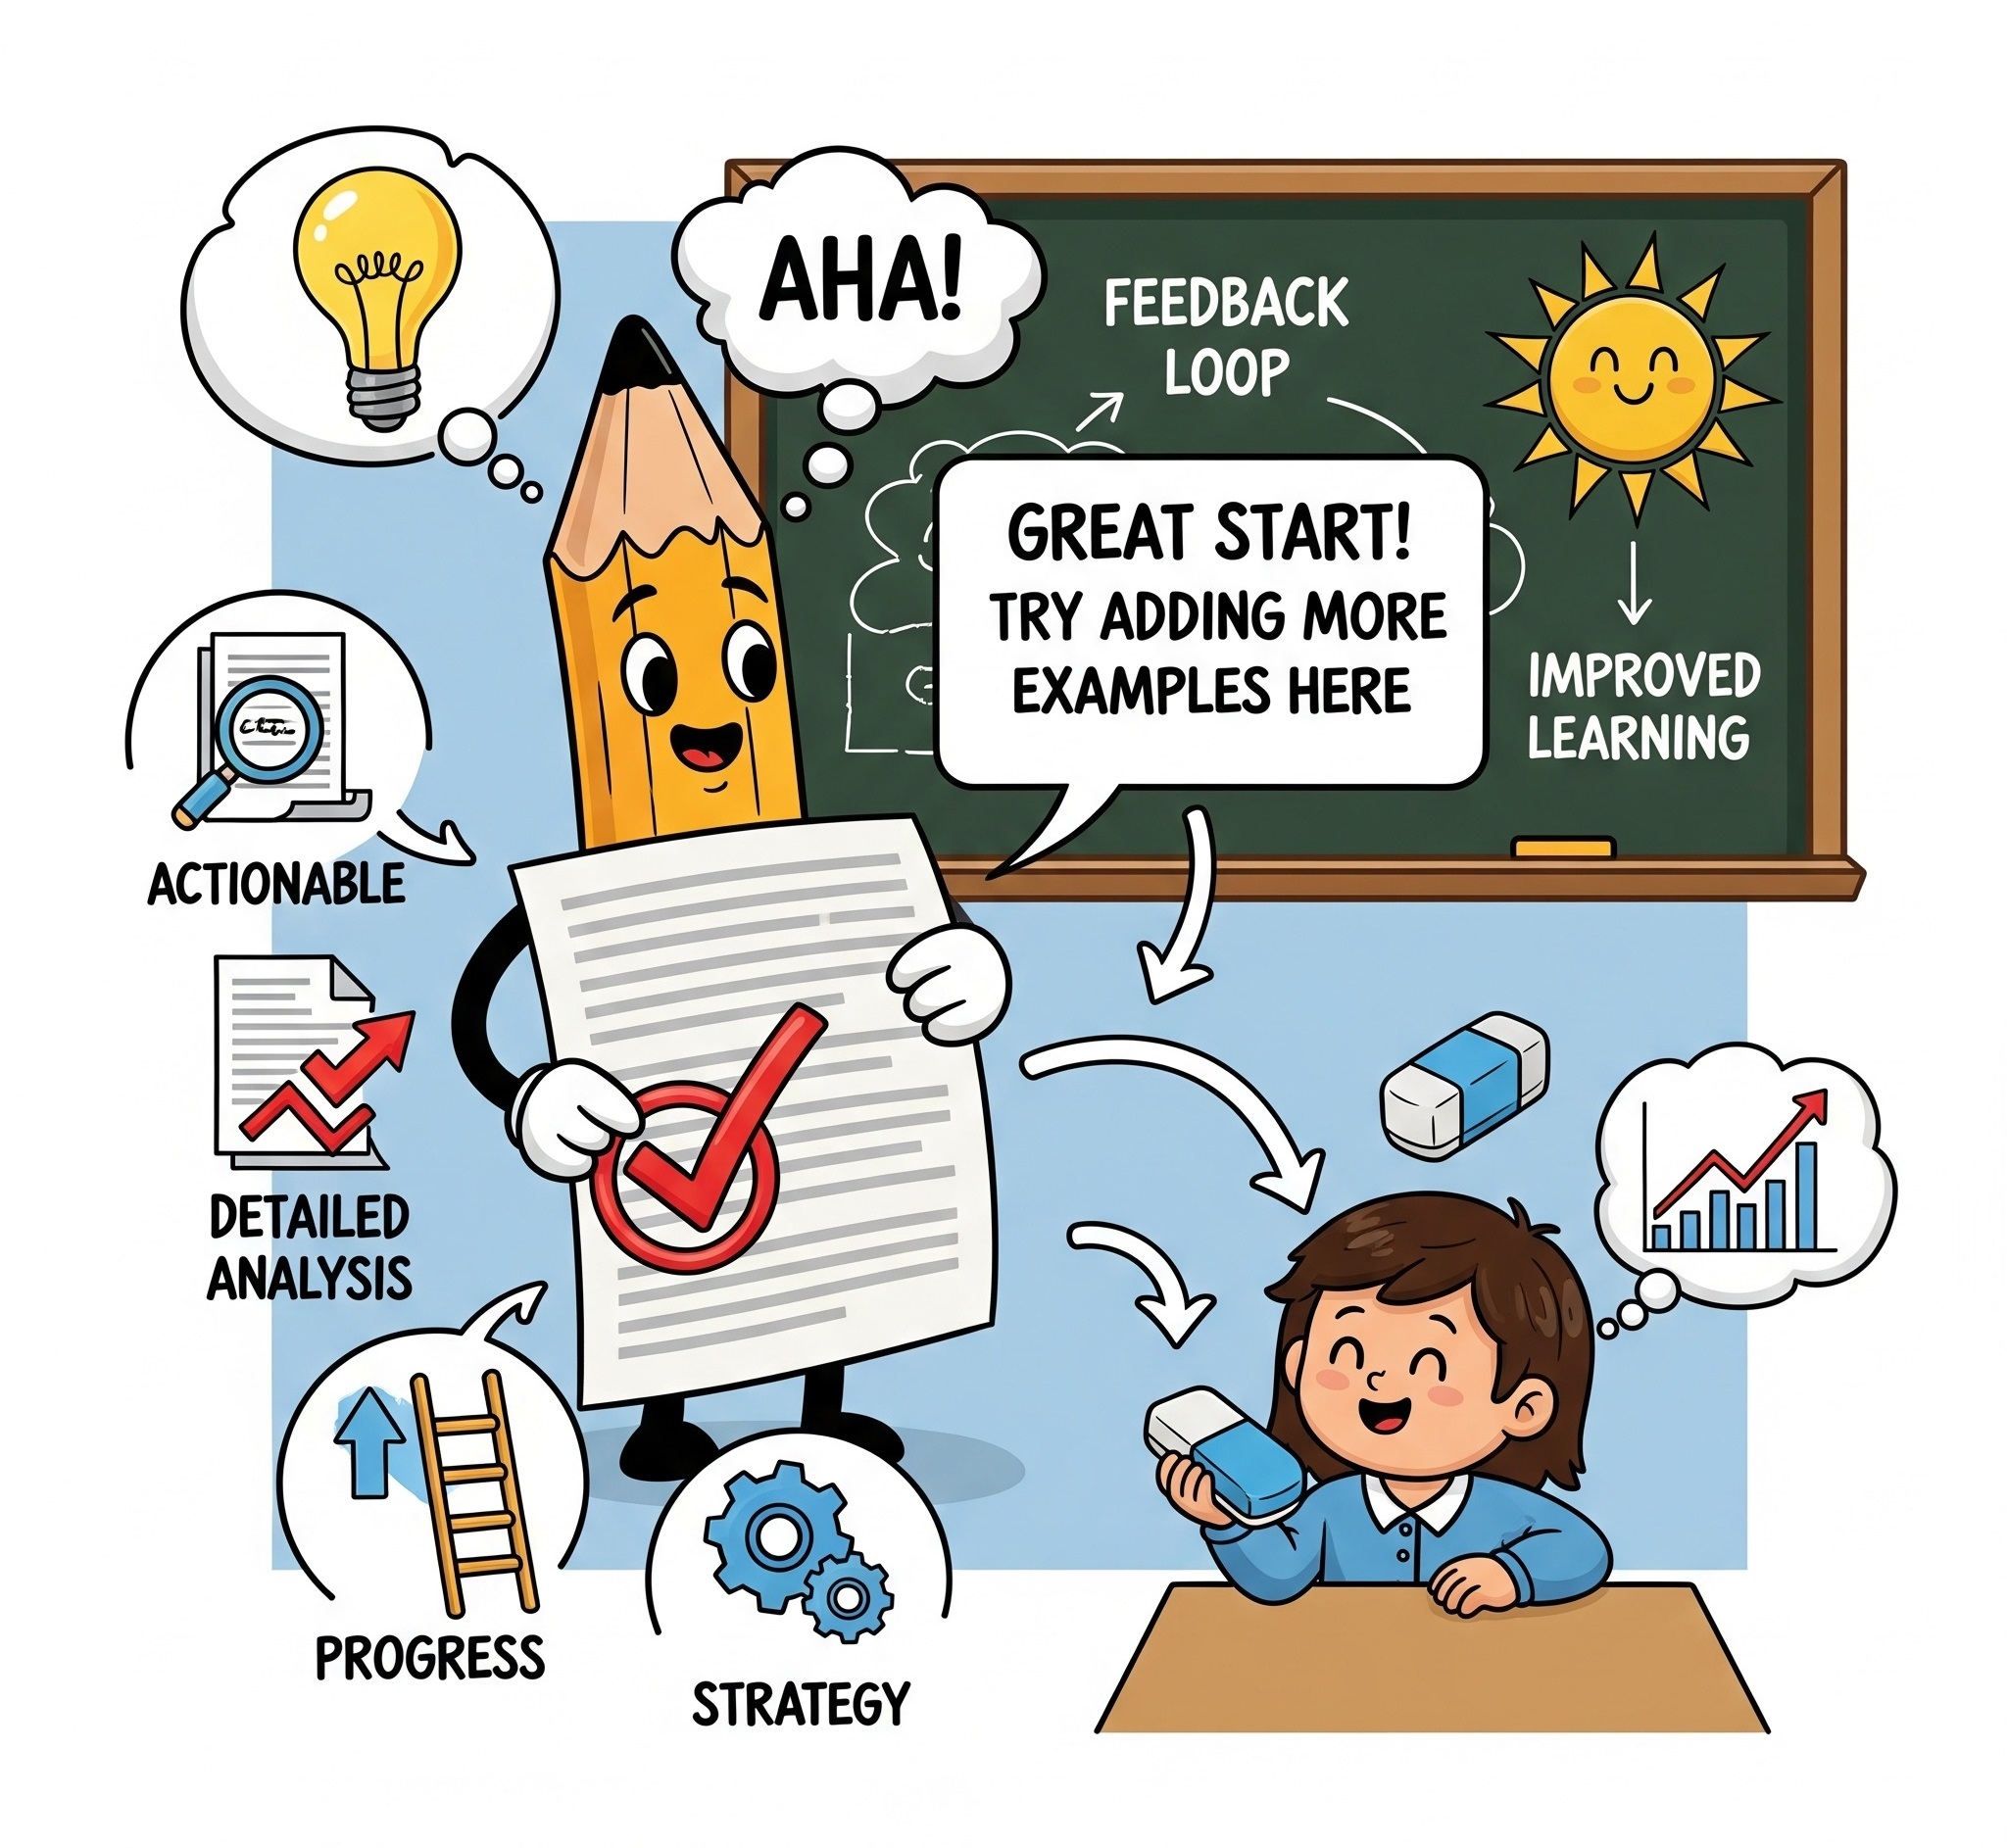 AHA!
FEEDBACK
LOOP
GREAT START!
TRY ADDING MORE
EXAMPLES HERE
IMPROVED
LEARNING
ACTIONABLE
DETAILED
ANALYSIS
PROGRESS
STRATEGY